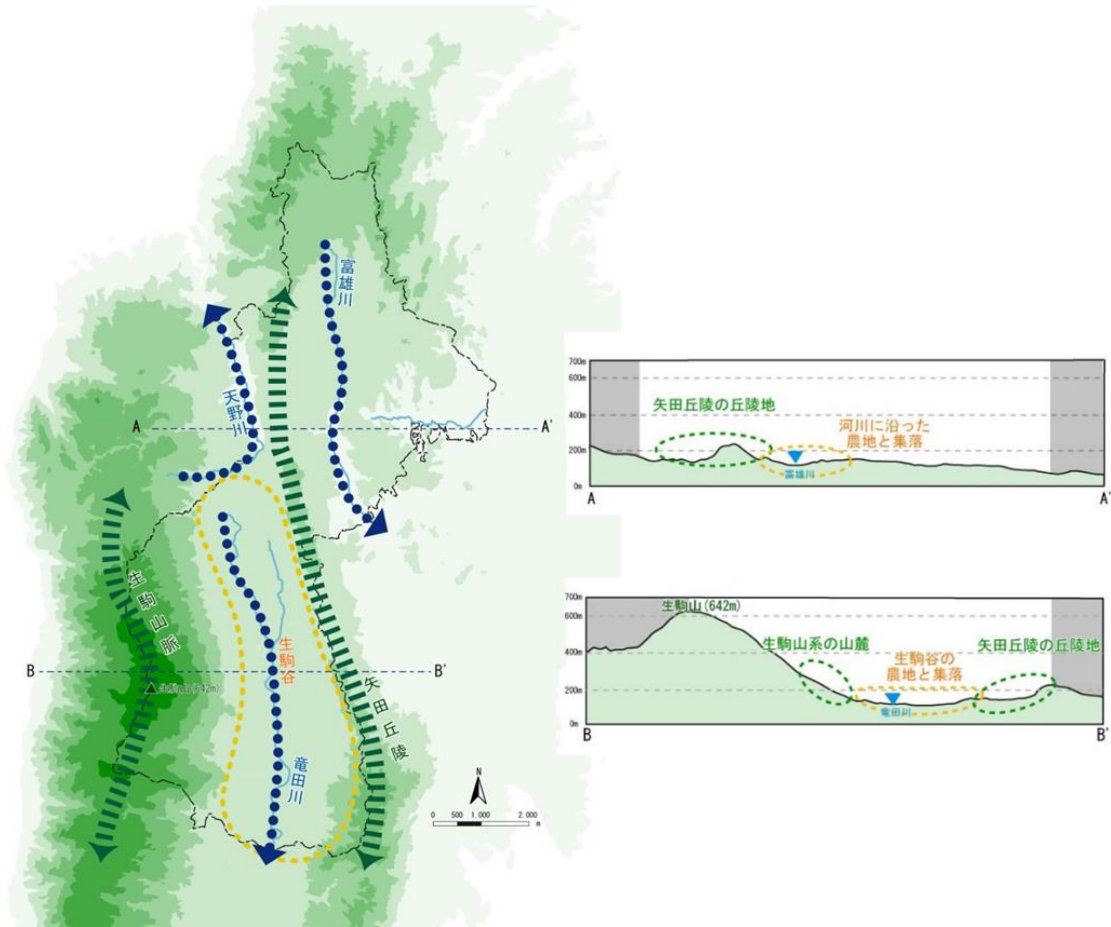 富雄川
天野川
A
A'
生駒山脈
B
B'
生駒谷
生駒山(642m)
矢田丘陵
竜田川
N
0 500 1.000 2.000
m
700m
600m
400m
200m
0m
矢田丘陵の丘陵地
河川に沿った
農地と集落
富雄川
A
A'
700m
600m
400m
200m
0m
生駒山(642m)
生駒山系の山麓
生駒谷の
農地と集落
矢田丘陵の丘陵地
竜田川
B
B'